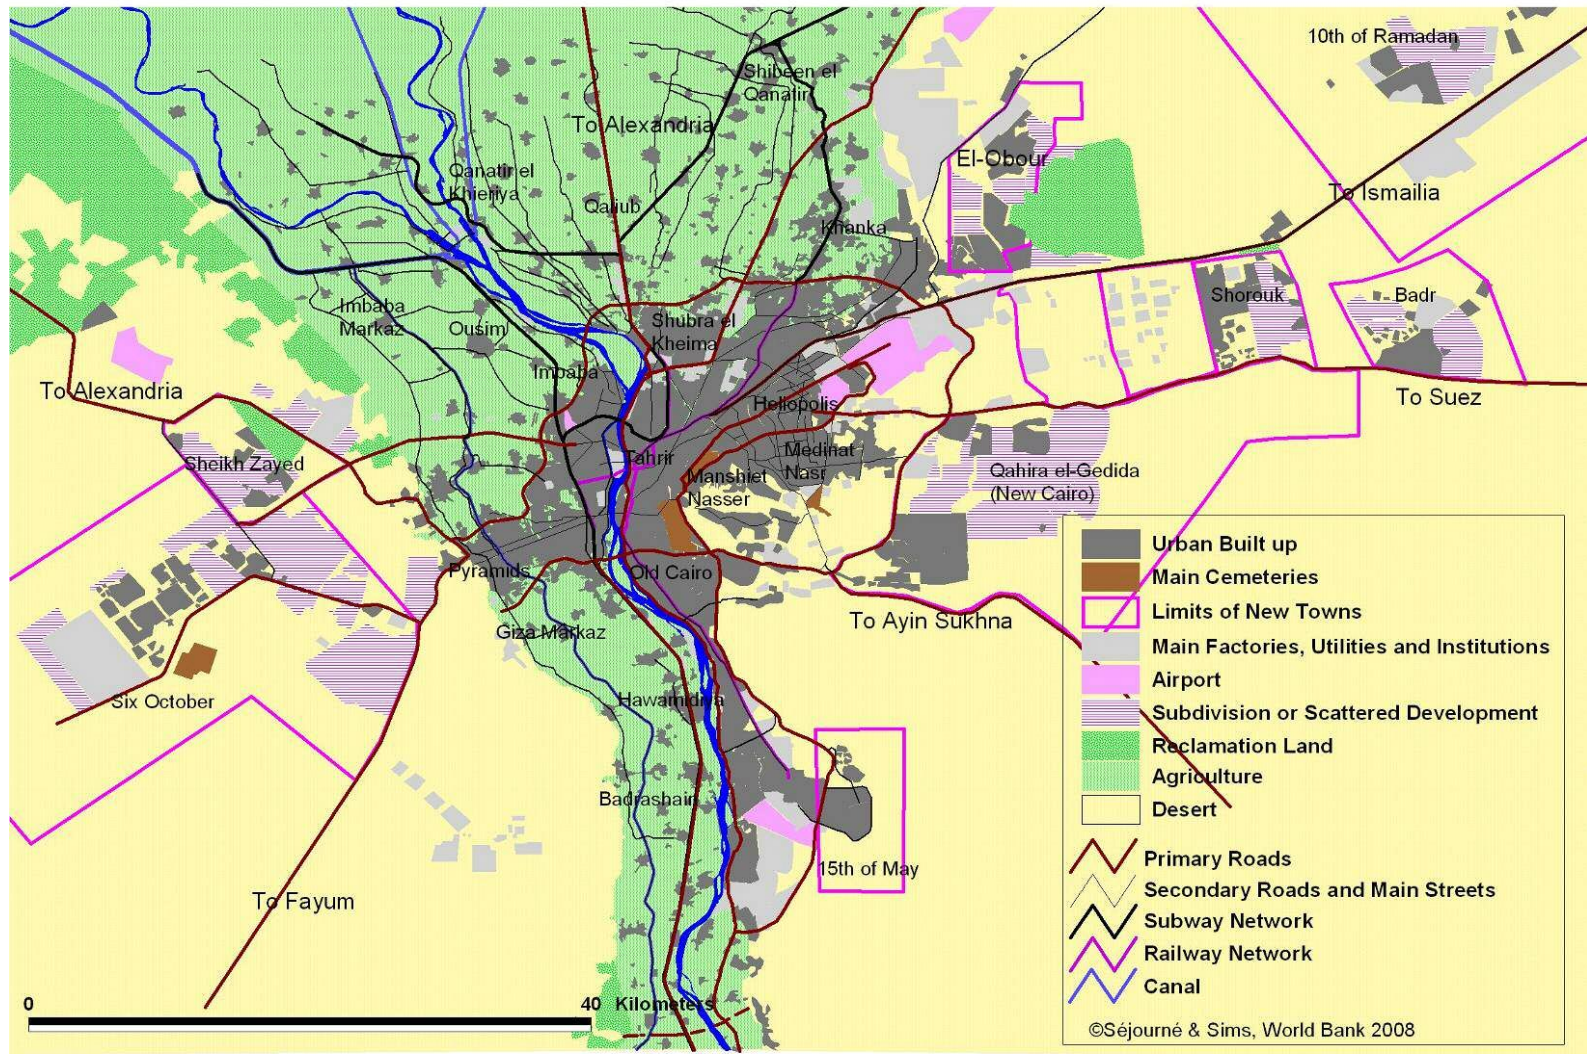 10th of Ramadan
Shibeen el
Qanatir
To Alexandria
El-Obour
Qanatir el
Khieriya
To Ismailia
Qaliub
Khanka
Imbaba
Markaz
Ousim
Shubra el
Kheima
Shorouk
Badr
Imbaba
To Alexandria
To Suez
Heliopolis
Sheikh Zayed
Tahrir
Medinat
Nasr
Manshiet
Nasser
Qahira el-Gedida
(New Cairo)
Pyramids
Old Cairo
To Ayin Sukhna
Giza Markaz
Six October
Hawamidiya
Badrashain
15th of May
To Fayum
Urban Built up
Main Cemeteries
Limits of New Towns
Main Factories, Utilities and Institutions
Airport
Subdivision or Scattered Development
Reclamation Land
Agriculture
Desert
Primary Roads
Secondary Roads and Main Streets
Subway Network
Railway Network
Canal
0 40 Kilometers
©Séjourné & Sims, World Bank 2008